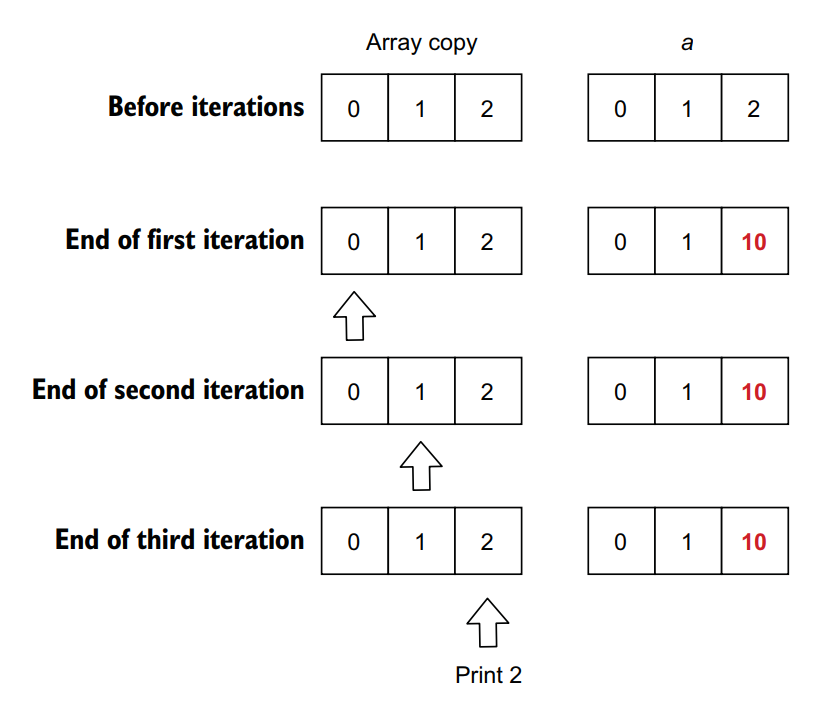 Array copy a
Before iterations 0 1 2 0 1 2
End of first iteration 0 1 2 0 1 10
End of second iteration 0 1 2 0 1 10
End of third iteration 0 1 2 0 1 10
Print 2